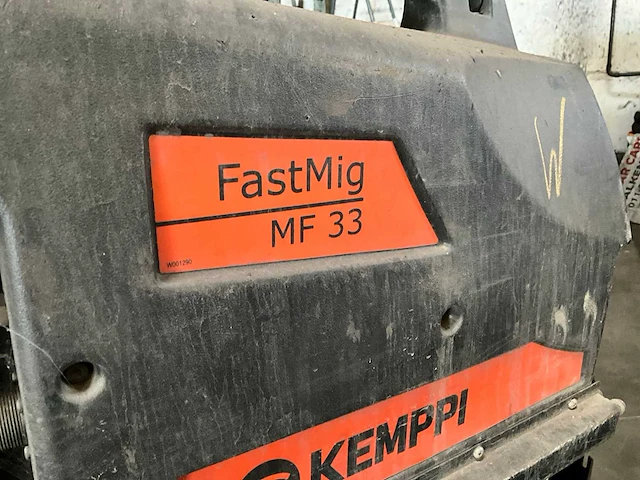 FastMig
MF 33
W001290
W
KEMPPI